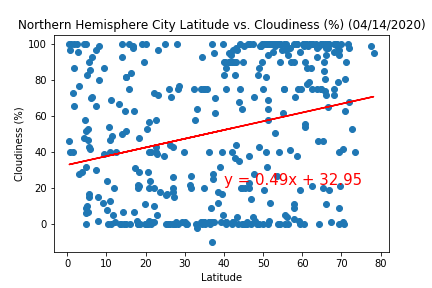 Northern Hemisphere City Latitude vs. Cloudiness (%) (04/14/2020)
100
80
60
40
20
0
Cloudiness (%)
y = 0.49x + 32.95
0 10 20 30 40 50 60 70 80
Latitude